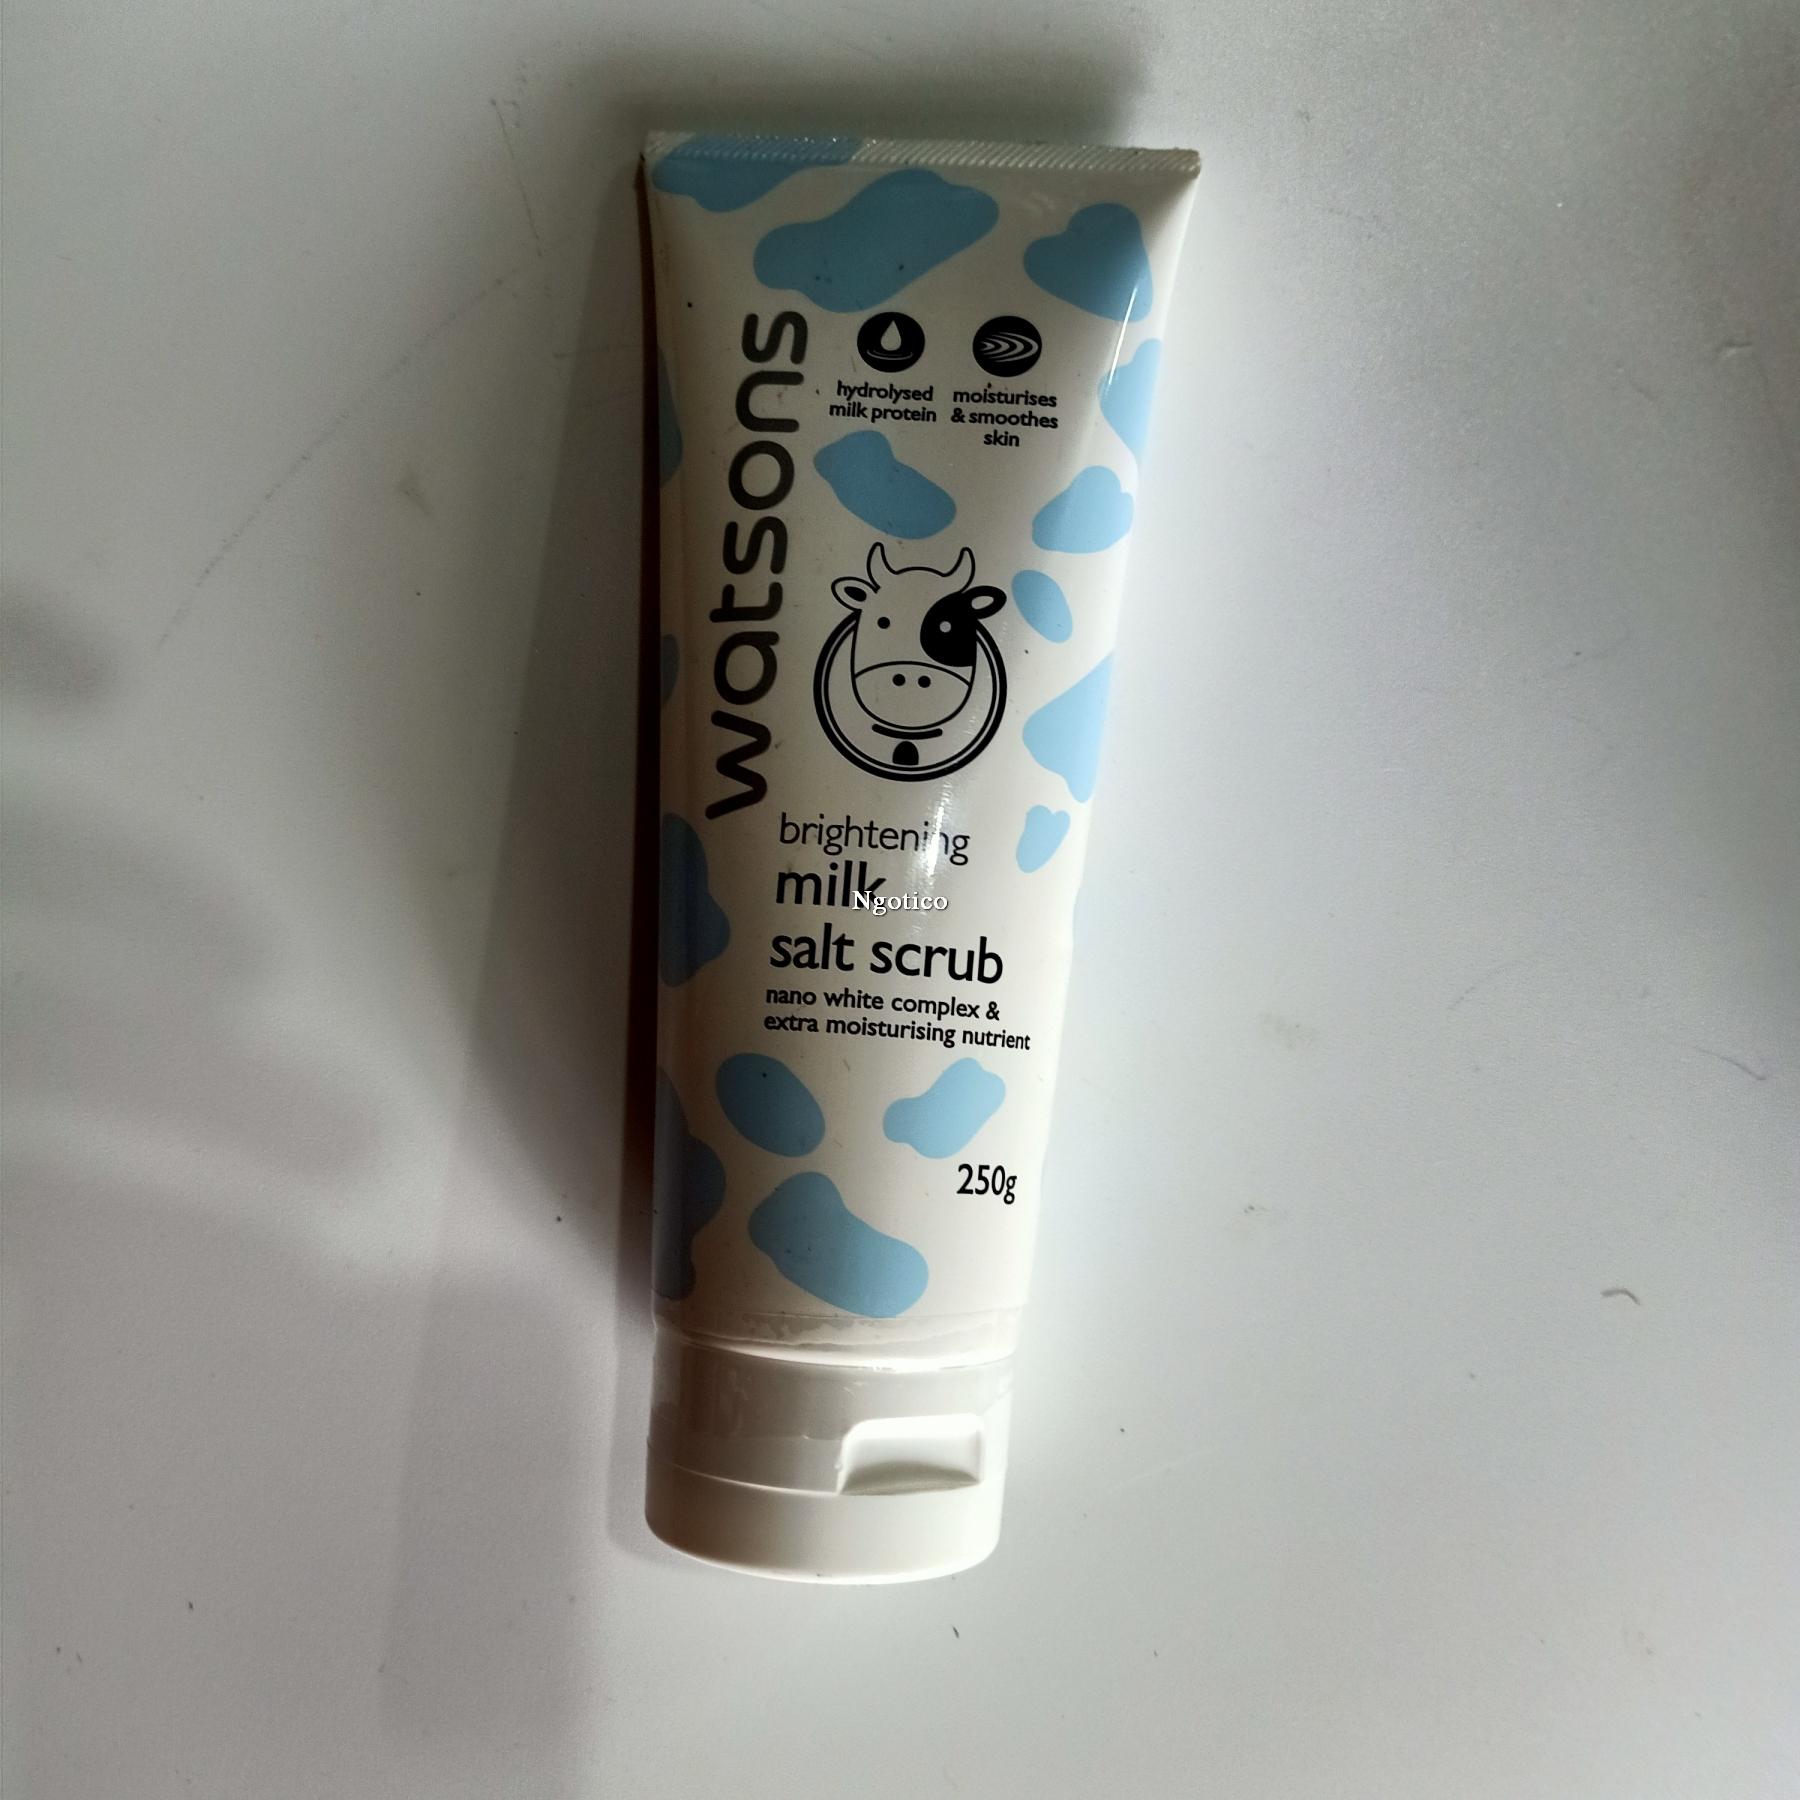 watsons
hydrolysed
milk protein
moisturises
& smoothes
skin
brightening
milk
Ngotico
salt scrub
nano white complex &
extra moisturising nutrient
250g